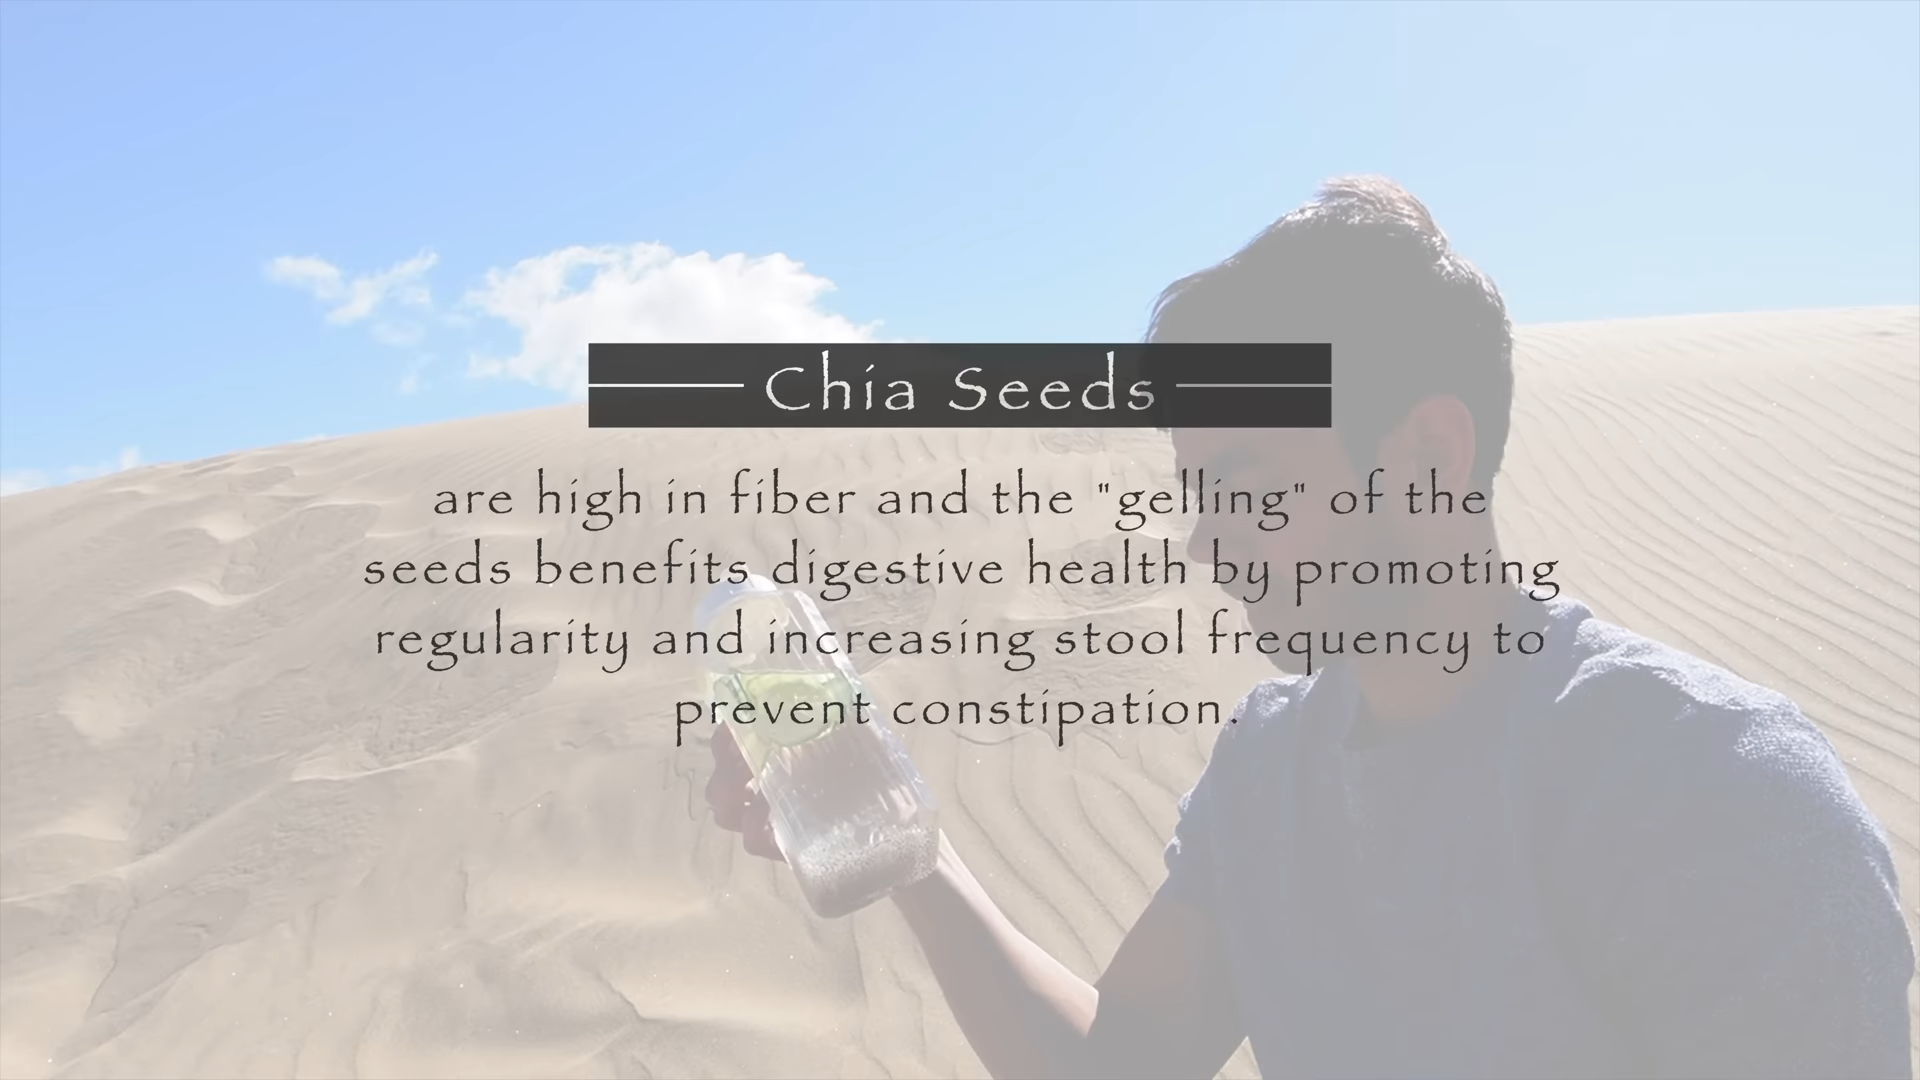 Chia Seeds
are high in fiber and the "gelling" of the
seeds benefits digestive health by promoting
regularity and increasing stool frequency to
prevent constipation.